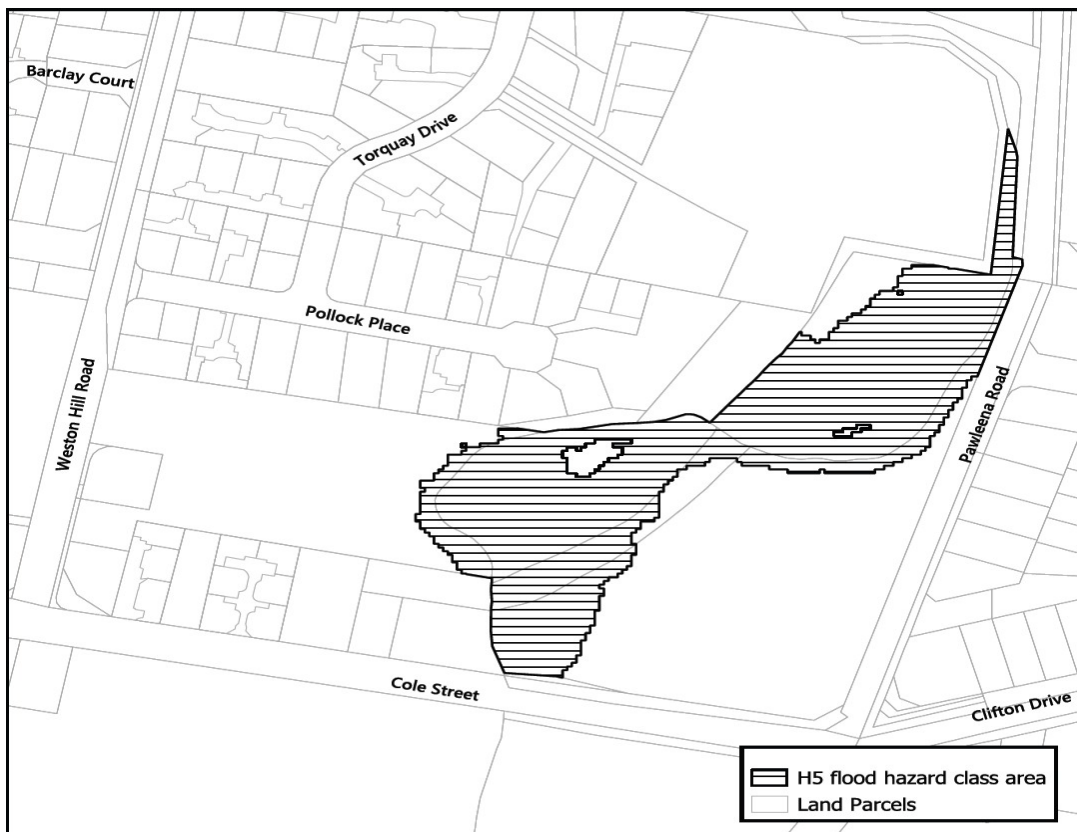 Barclay Court
Torquay Drive
Pollock Place
Weston Hill Road
Pawleena Road
Cole Street
Clifton Drive
H5 flood hazard class area
Land Parcels